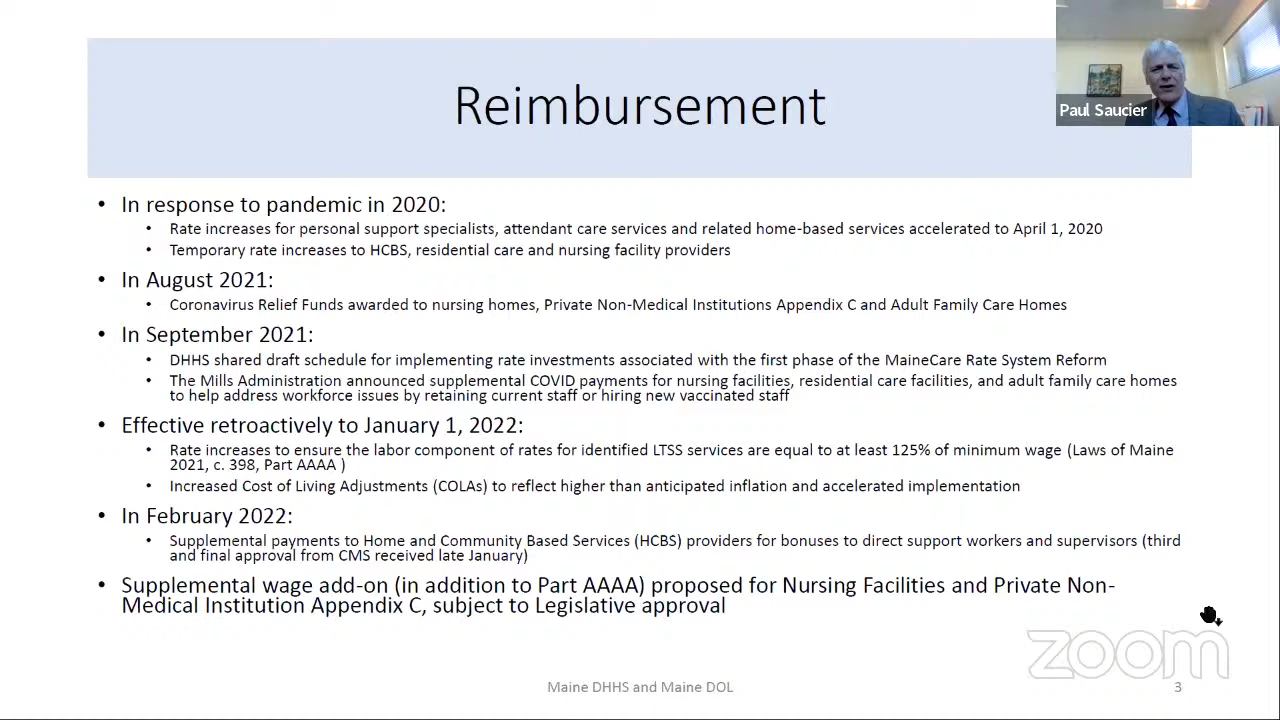 Reimbursement
Paul Saucier
• In response to pandemic in 2020:
• Rate increases for personal support specialists, attendant care services and related home-based services accelerated to April 1, 2020
• Temporary rate increases to HCBS, residential care and nursing facility providers
• In August 2021:
• Coronavirus Relief Funds awarded to nursing homes, Private Non-Medical Institutions Appendix C and Adult Family Care Homes
• In September 2021:
• DHHS shared draft schedule for implementing rate investments associated with the first phase of the MaineCare Rate System Reform
• The Mills Administration announced supplemental COVID payments for nursing facilities, residential care facilities, and adult family care homes
to help address workforce issues by retaining current staff or hiring new vaccinated staff
• Effective retroactively to January 1, 2022:
• Rate increases to ensure the labor component of rates for identified LTSS services are equal to at least 125% of minimum wage (Laws of Maine
2021, c. 398, Part AAAA )
• Increased Cost of Living Adjustments (COLAs) to reflect higher than anticipated inflation and accelerated implementation
• In February 2022:
• Supplemental payments to Home and Community Based Services (HCBS) providers for bonuses to direct support workers and supervisors (third
and final approval from CMS received late January)
• Supplemental wage add-on (in addition to Part AAAA) proposed for Nursing Facilities and Private Non-
Medical Institution Appendix C, subject to Legislative approval
zoom
Maine DHHS and Maine DOL
3